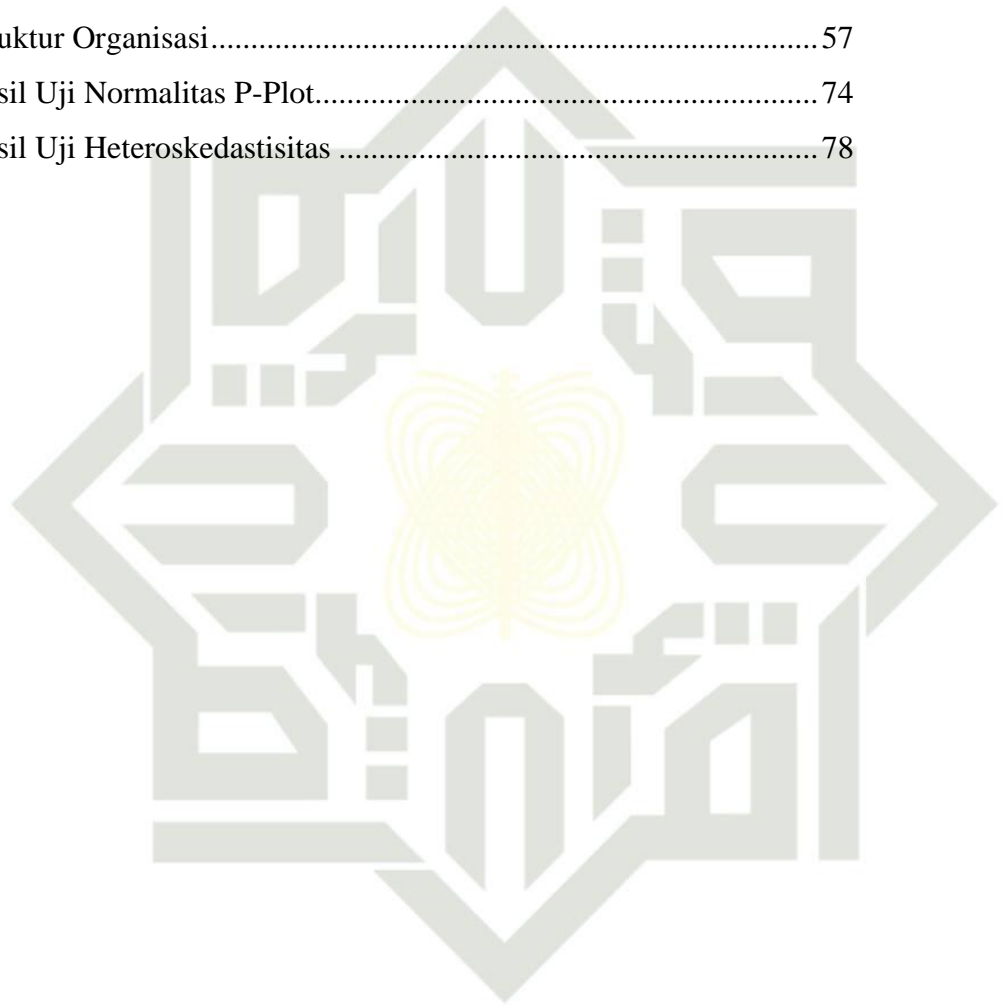 uktur Organisasi.................................................................................57
sil Uji Normalitas P-Plot....................................................................74
sil Uji Heteroskedastisitas .................................................................78